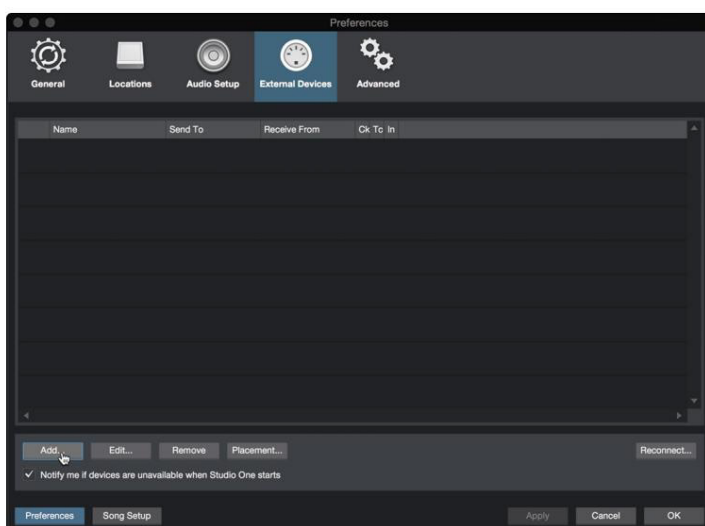 Preferences
General Locations Audio Setup External Devices Advanced
Name Send To Receive From Ck Tc In
Add... Edit... Remove Placement... Reconnect...
Notify me if devices are unavailable when Studio One starts
Preferences Song Setup Apply Cancel OK